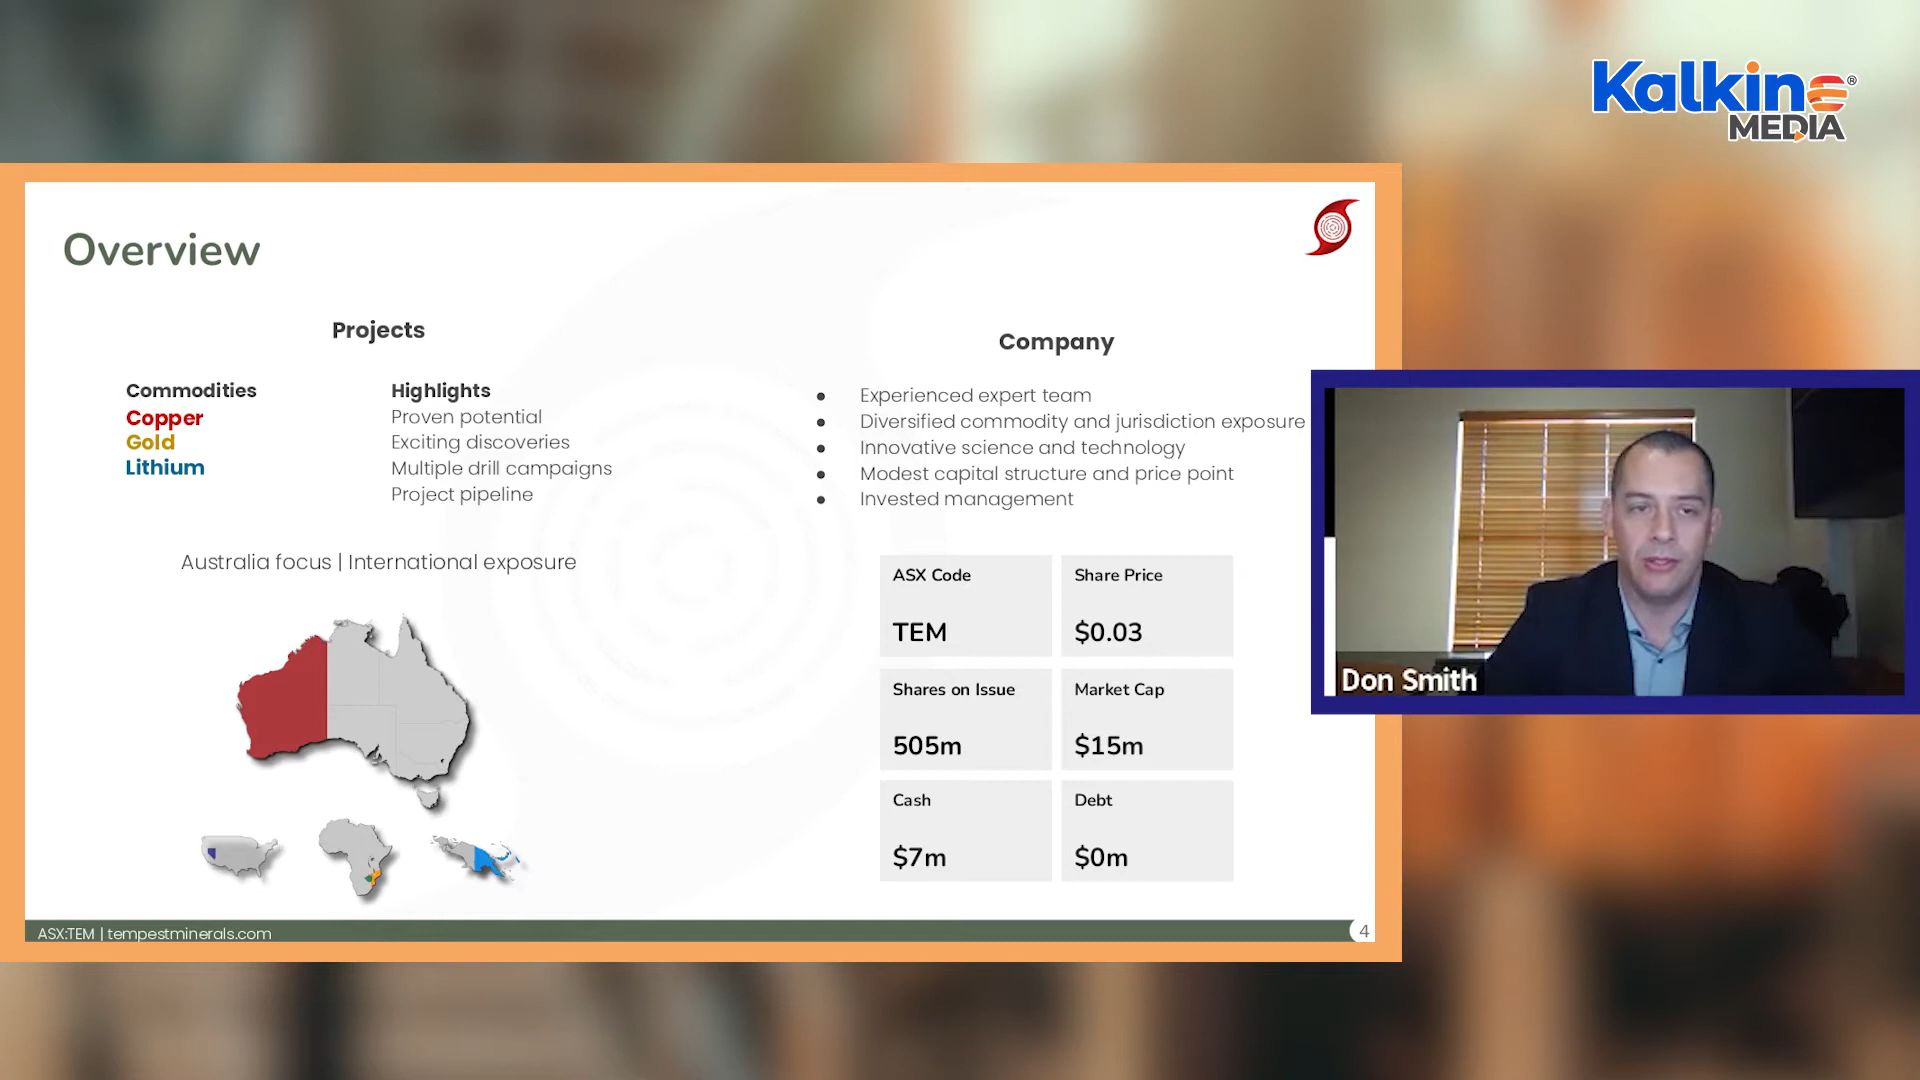 Kalkine®
MEDIA
Overview
Projects
Commodities
Copper
Gold
Lithium
Highlights
Proven potential
Exciting discoveries
Multiple drill campaigns
Project pipeline
Australia focus | International exposure
Company
● Experienced expert team
● Diversified commodity and jurisdiction exposure
● Innovative science and technology
● Modest capital structure and price point
● Invested management
ASX Code
TEM
Share Price
$0.03
Shares on Issue
505m
Market Cap
$15m
Cash
$7m
Debt
$0m
Don Smith
ASX:TEM | tempestminerals.com
4